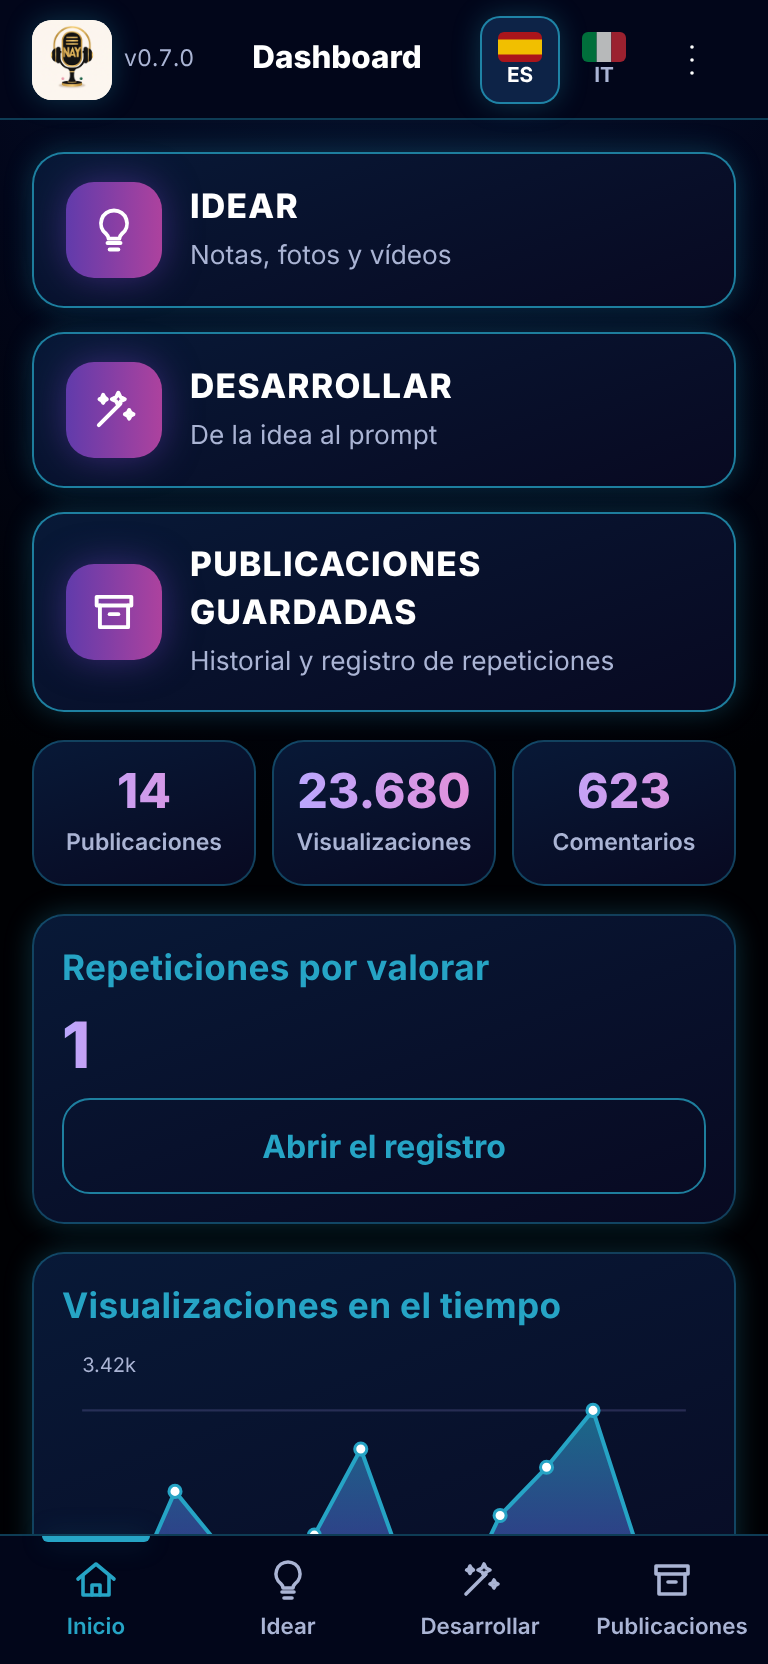 NAY
v0.7.0
Dashboard
ES
IT
IDEAR
Notas, fotos y vídeos
DESARROLLAR
De la idea al prompt
PUBLICACIONES
GUARDADAS
Historial y registro de repeticiones
14
Publicaciones
23.680
Visualizaciones
623
Comentarios
Repeticiones por valorar
1
Abrir el registro
Visualizaciones en el tiempo
3.42k
Inicio
Idear
Desarrollar
Publicaciones